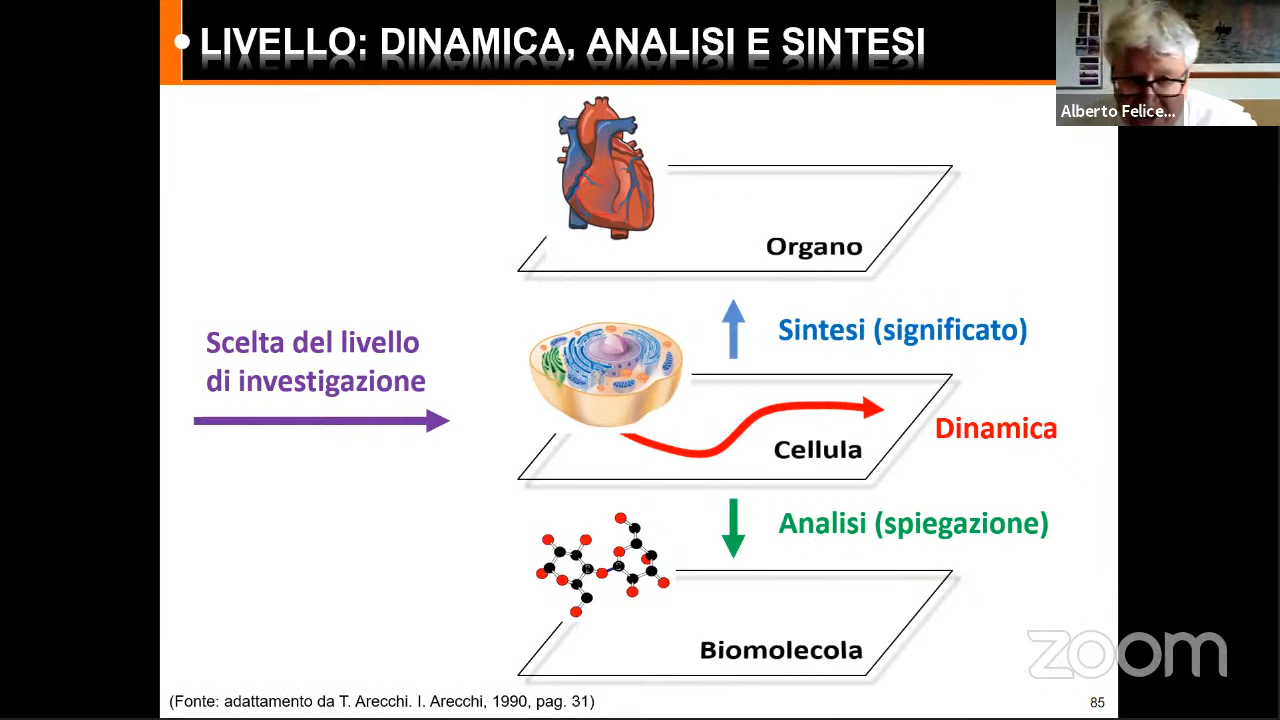 • LIVELLO: DINAMICA, ANALISI E SINTESI
Alberto Felice...
Organo
Scelta del livello
di investigazione
Sintesi (significato)
Dinamica
Cellula
Analisi (spiegazione)
Biomolecola
zoom
(Fonte: adattamento da T. Arecchi. I. Arecchi, 1990, pag. 31)
85